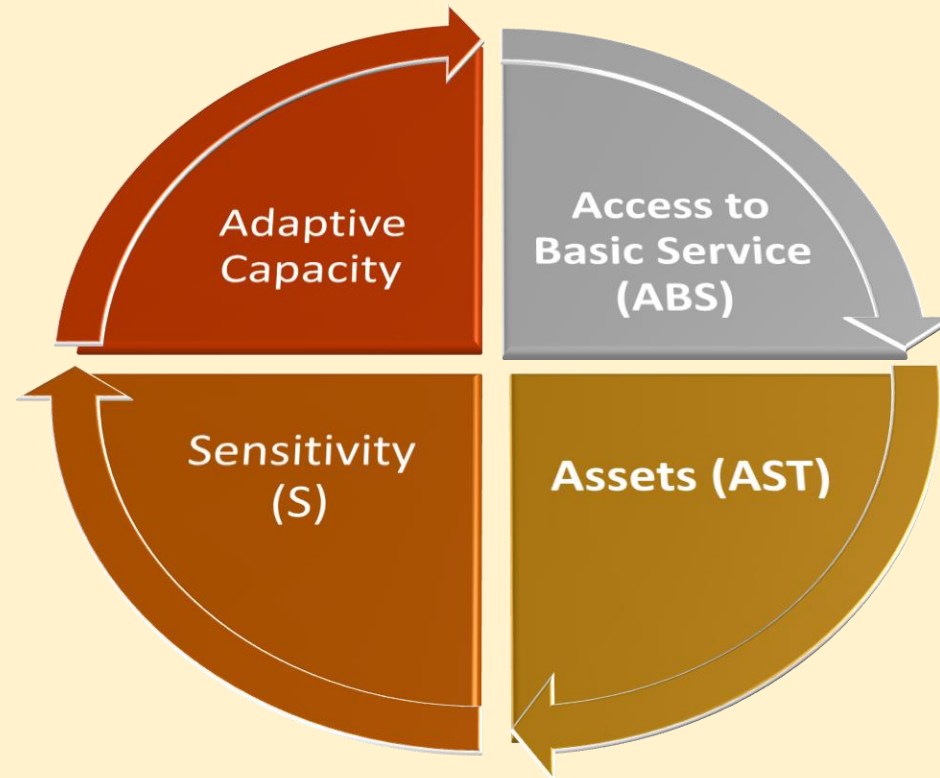 Adaptive
Capacity
Access to
Basic Service
(ABS)
Sensitivity
(S)
Assets (AST)